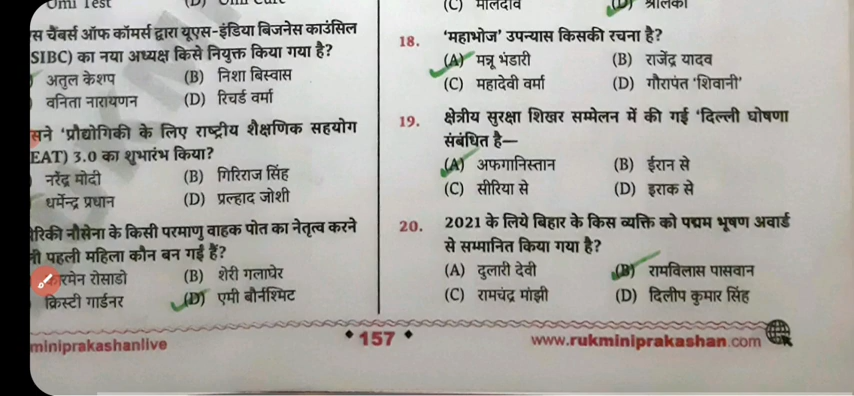 (D)
स चैंबर्स ऑफ कॉमर्स द्वारा यूएस-इंडिया बिजनेस काउंसिल
SIBC) का नया अध्यक्ष किसे नियुक्त किया गया है?
अतुल केशप (B) निशा बिस्वास
वनिता नारायणन (D) रिचर्ड वर्मा
सने ‘प्रौद्योगिकी के लिए राष्ट्रीय शैक्षणिक सहयोग
EAT) 3.0 का शुभारंभ किया?
नरेंद्र मोदी (B) गिरिराज सिंह
धर्मेन्द्र प्रधान (D) प्रल्हाद जोशी
रिकी नौसेना के किसी परमाणु वाहक पोत का नेतृत्व करने
ी पहली महिला कौन बन गई हैं?
कारमेन रोसाडो (B) शेरी गलाघेर
क्रिस्टी गार्डनर (D) एमी बौर्नश्मिट
(C) मालदीव (D) श्रीलंका
18. ‘महाभोज’ उपन्यास किसकी रचना है?
(A) मन्नू भंडारी (B) राजेंद्र यादव
(C) महादेवी वर्मा (D) गौरापंत ‘शिवानी’
19. क्षेत्रीय सुरक्षा शिखर सम्मेलन में की गई ‘दिल्ली घोषणा
संबंधित है—
(A) अफगानिस्तान (B) ईरान से
(C) सीरिया से (D) इराक से
20. 2021 के लिये बिहार के किस व्यक्ति को पद्म भूषण अवार्ड
से सम्मानित किया गया है?
(A) दुलारी देवी (B) रामविलास पासवान
(C) रामचंद्र मांझी (D) दिलीप कुमार सिंह
miniprakashanlive
157
www.rukminiprakashan.com